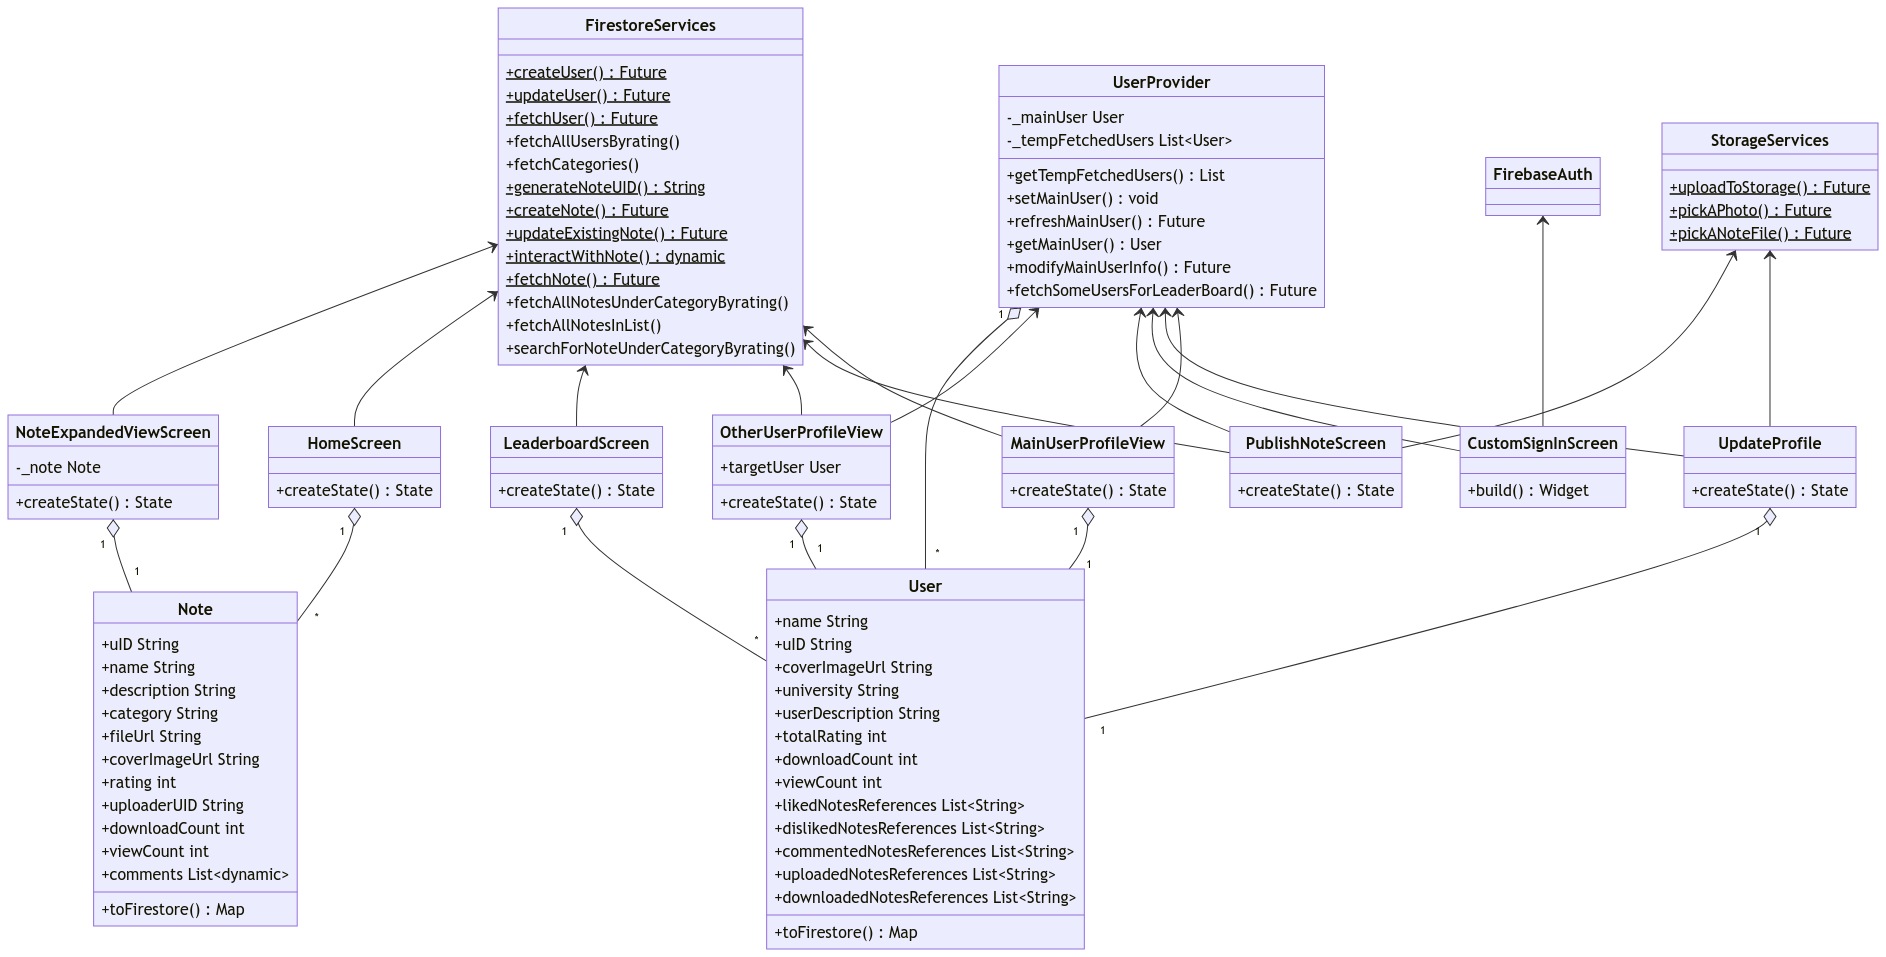 FirestoreServices
+createUser() : Future
+updateUser() : Future
+fetchUser() : Future
+fetchAllUsersByrating()
+fetchCategories()
+generateNoteUID() : String
+createNote() : Future
+updateExistingNote() : Future
+interactWithNote() : dynamic
+fetchNote() : Future
+fetchAllNotesUnderCategoryByrating()
+fetchAllNotesInList()
+searchForNoteUnderCategoryByrating()
UserProvider
-_mainUser User
-_tempFetchedUsers List<User>
+getTempFetchedUsers() : List
+setMainUser() : void
+refreshMainUser() : Future
+getMainUser() : User
+modifyMainUserInfo() : Future
+fetchSomeUsersForLeaderBoard() : Future
1
FirebaseAuth
StorageServices
+uploadToStorage() : Future
+pickAPhoto() : Future
+pickANoteFile() : Future
NoteExpandedViewScreen
-_note Note
+createState() : State
1
1
HomeScreen
+createState() : State
1
*
LeaderboardScreen
+createState() : State
1
*
OtherUserProfileView
+targetUser User
+createState() : State
1
1
*
MainUserProfileView
+createState() : State
1
1
PublishNoteScreen
+createState() : State
CustomSignInScreen
+build() : Widget
UpdateProfile
+createState() : State
1
1
Note
+uID String
+name String
+description String
+category String
+fileUrl String
+coverImageUrl String
+rating int
+uploaderUID String
+downloadCount int
+viewCount int
+comments List<dynamic>
+toFirestore() : Map
User
+name String
+uID String
+coverImageUrl String
+university String
+userDescription String
+totalRating int
+downloadCount int
+viewCount int
+likedNotesReferences List<String>
+dislikedNotesReferences List<String>
+commentedNotesReferences List<String>
+uploadedNotesReferences List<String>
+downloadedNotesReferences List<String>
+toFirestore() : Map